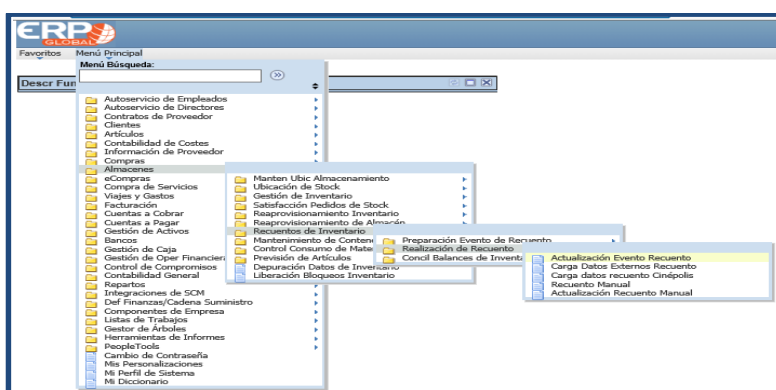 ERP
GLOBAL
Favoritos Menú Principal
Menú Búsqueda:
Descr Fun
Autoservicio de Empleados
Autoservicio de Directores
Contratos de Proveedor
Clientes
Artículos
Contabilidad de Costes
Información de Proveedor
Compras
Almacenes
eCompras
Compra de Servicios
Viajes y Gastos
Facturación
Cuentas a Cobrar
Cuentas a Pagar
Gestión de Activos
Bancos
Gestión de Caja
Gestión de Oper Financier
Control de Compromisos
Contabilidad General
Repartos
Integraciones de SCM
Def Finanzas/Cadena Suministro
Componentes de Empresa
Listas de Trabajos
Gestor de Árboles
Herramientas de Informes
PeopleTools
Cambio de Contraseña
Mis Personalizaciones
Mi Perfil de Sistema
Mi Diccionario
Manten Ubic Almacenamiento
Ubicación de Stock
Gestión de Inventario
Satisfacción Pedidos de Stock
Reaprovisionamiento Inventario
Reaprovisionamiento de Almacén
Recuentos de Inventario
Mantenimiento de Conten
Control Consumo de Mate
Previsión de Artículos
Depuración Datos de Inventario
Liberación Bloqueos Inventario
Preparación Evento de Recuento
Realización de Recuento
Concil Balances de Inventa
Actualización Evento Recuento
Carga Datos Externos Recuento
Carga datos recuento Cinépolis
Recuento Manual
Actualización Recuento Manual